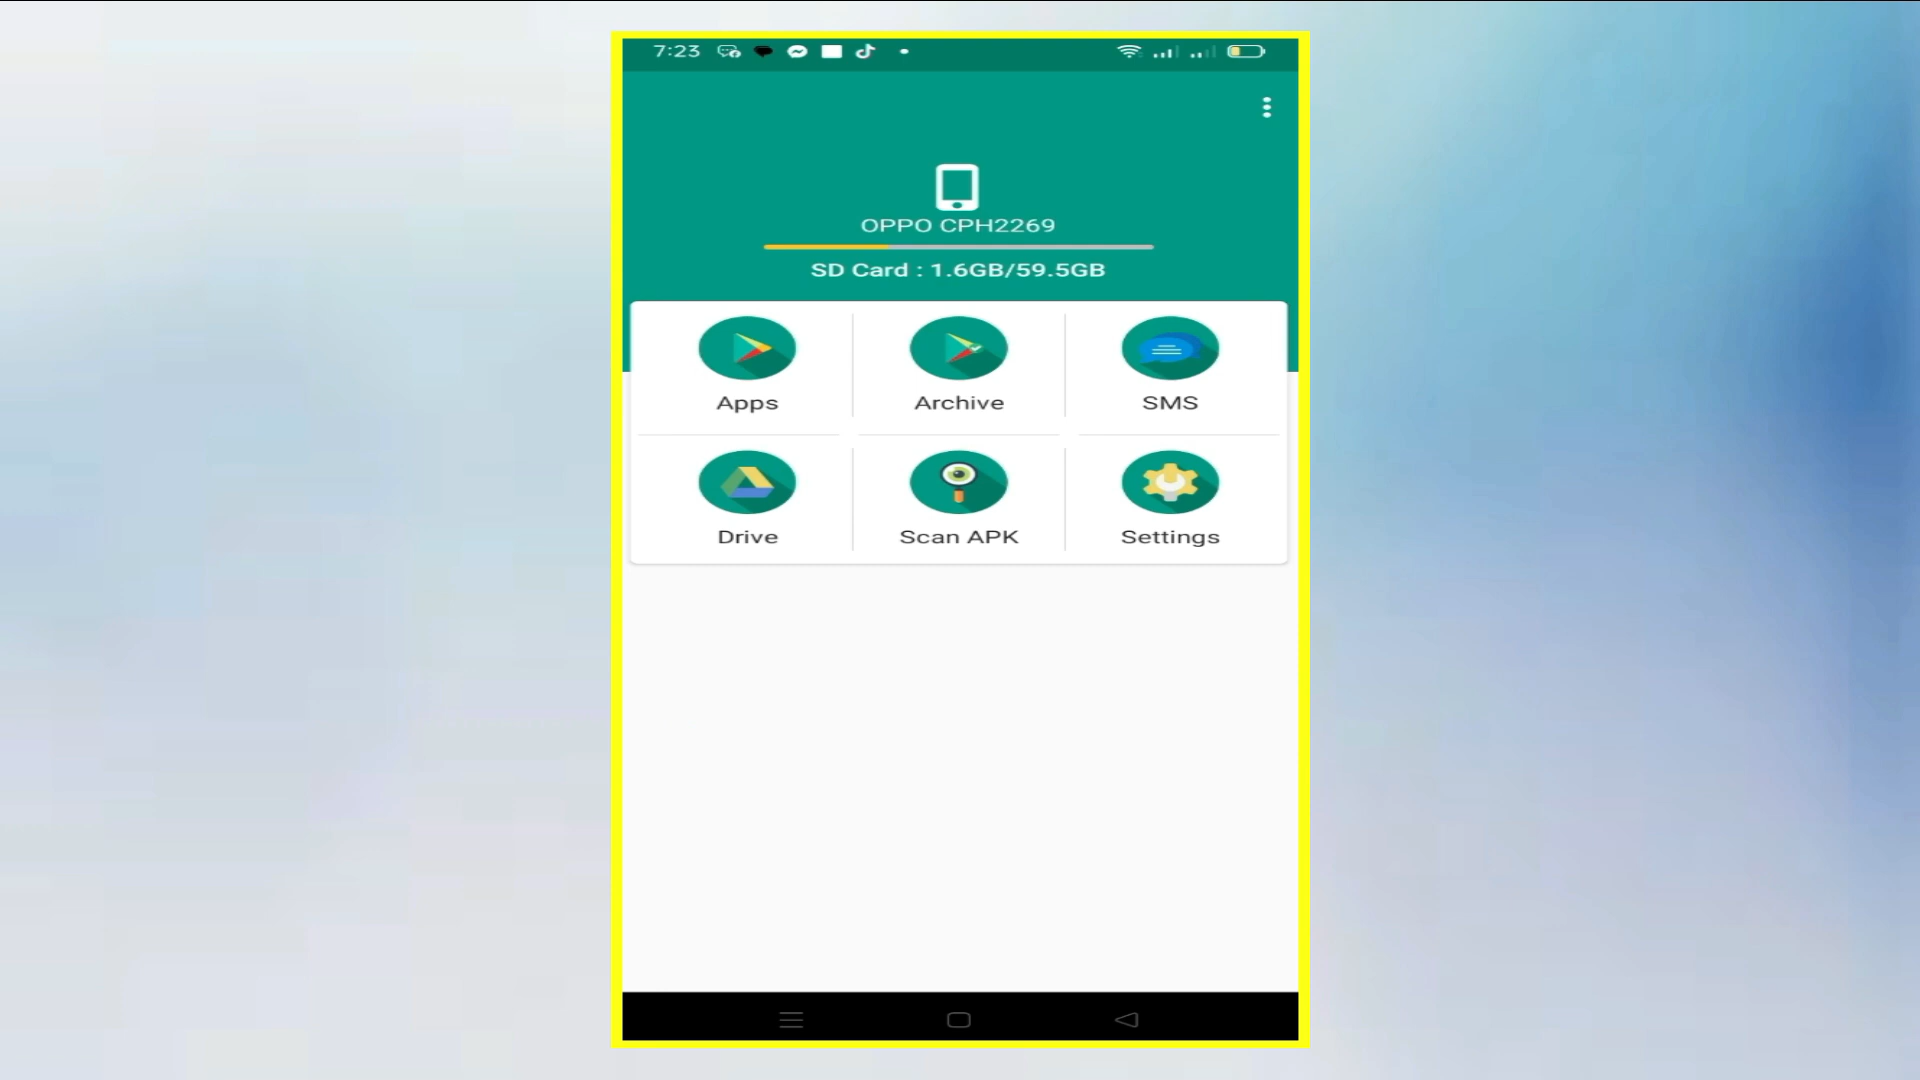 7:23
OPPO CPH2269
SD Card : 1.6GB/59.5GB
Apps
Archive
SMS
Drive
Scan APK
Settings